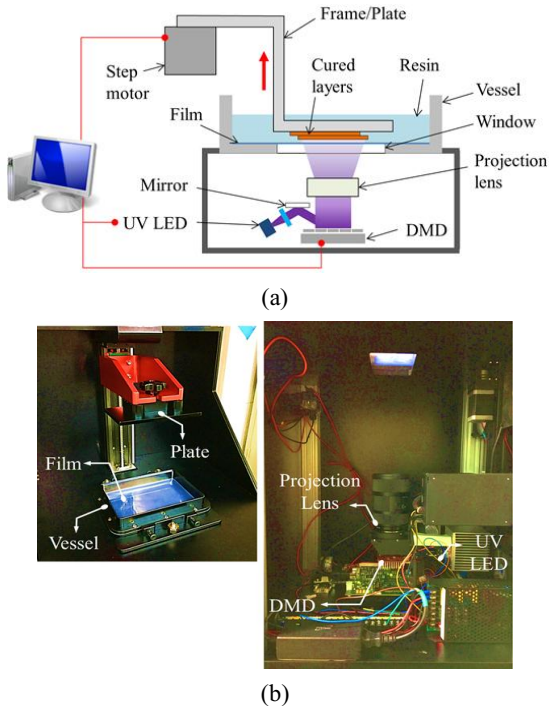 Frame/Plate
Step
motor
Cured
layers
Resin
Vessel
Film
Window
Projection
lens
Mirror
UV LED
DMD
(a)
Plate
Film
Vessel
Projection
Lens
UV
LED
DMD
(b)